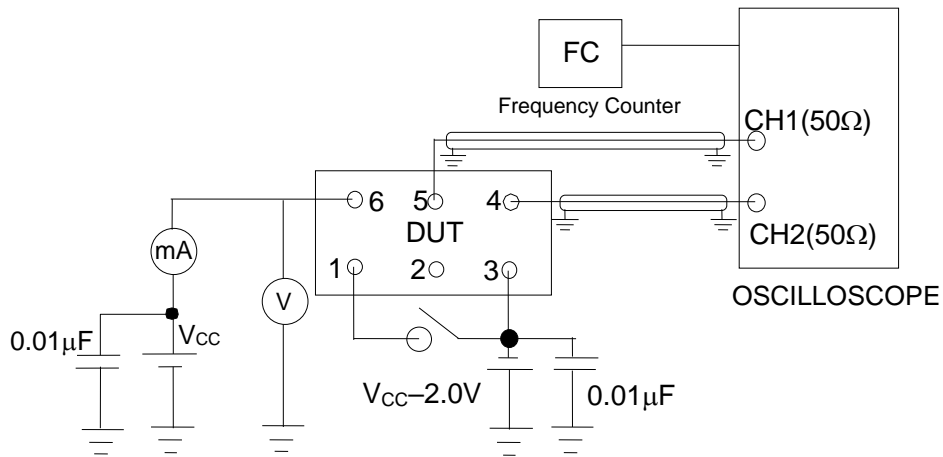 FC
Frequency Counter
CH1(50Ω)
6
5
4
DUT
mA
CH2(50Ω)
1
2
3
V
OSCILLOSCOPE
0.01μF
VCC
VCC–2.0V
0.01μF